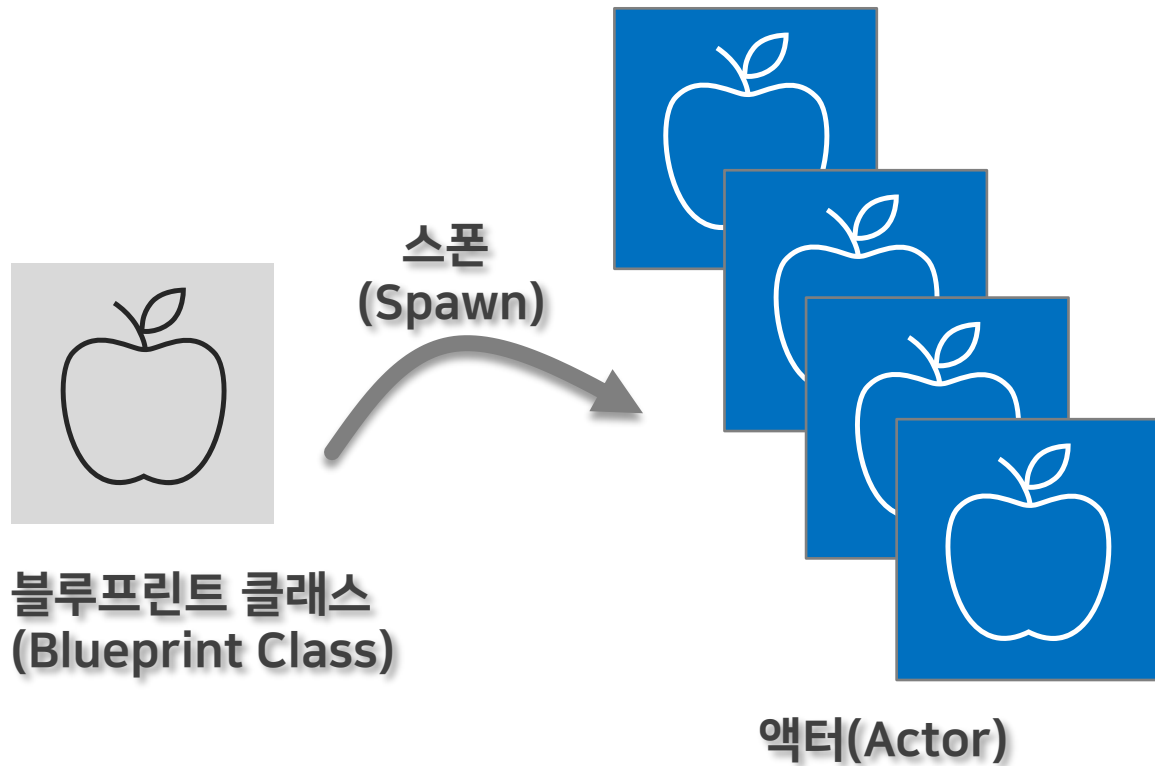 스폰
(Spawn)
블루프린트 클래스
(Blueprint Class)
액터(Actor)